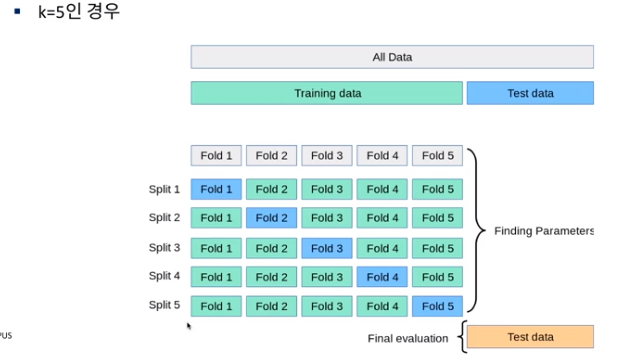 ▪ k=5인 경우
All Data
Training data Test data
Fold 1 Fold 2 Fold 3 Fold 4 Fold 5
Split 1 Fold 1 Fold 2 Fold 3 Fold 4 Fold 5
Split 2 Fold 1 Fold 2 Fold 3 Fold 4 Fold 5
Finding Parameters
Split 3 Fold 1 Fold 2 Fold 3 Fold 4 Fold 5
Split 4 Fold 1 Fold 2 Fold 3 Fold 4 Fold 5
Split 5 Fold 1 Fold 2 Fold 3 Fold 4 Fold 5
PUS
Final evaluation Test data